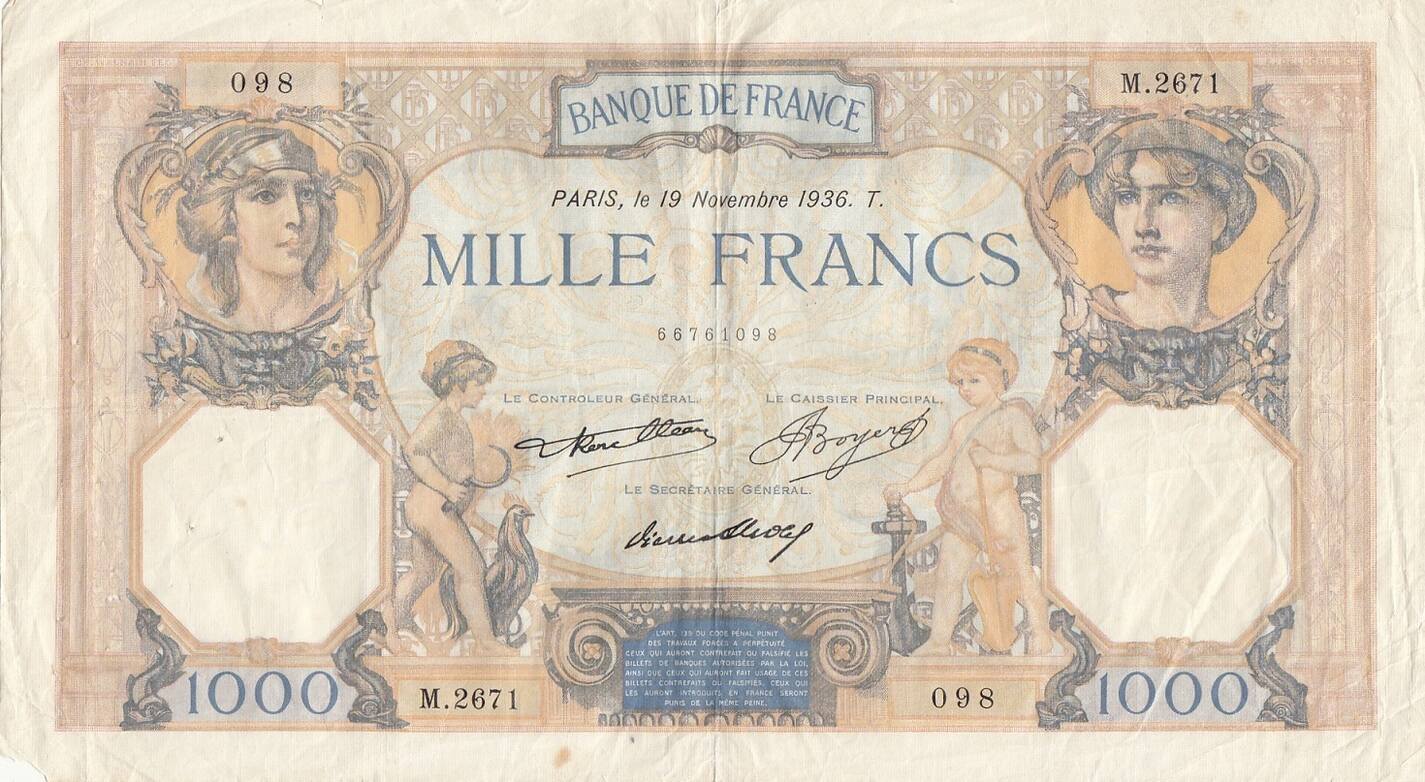 098
M.2671
BANQUE DE FRANCE
PARIS, le 19 Novembre 1936. T.
MILLE FRANCS
66761098
LE CONTROLEUR GÉNÉRAL,
LE CAISSIER PRINCIPAL,
Boyer
LE SECRÉTAIRE GÉNÉRAL.
L'ART. 139 DU CODE PÉNAL PUNIT
DES TRAVAUX FORCÉS A PERPÉTUITÉ
CEUX QUI AURONT CONTREFAIT OU FALSIFIÉ LES
BILLETS DE BANQUES AUTORISÉES PAR LA LOI,
AINSI QUE CEUX QUI AURONT FAIT USAGE DE CES
BILLETS CONTREFAITS OU FALSIFIÉS. CEUX QUI
LES AURONT INTRODUITS EN FRANCE SERONT
PUNIS DE LA MÊME PEINE.
1000
M.2671
098
1000